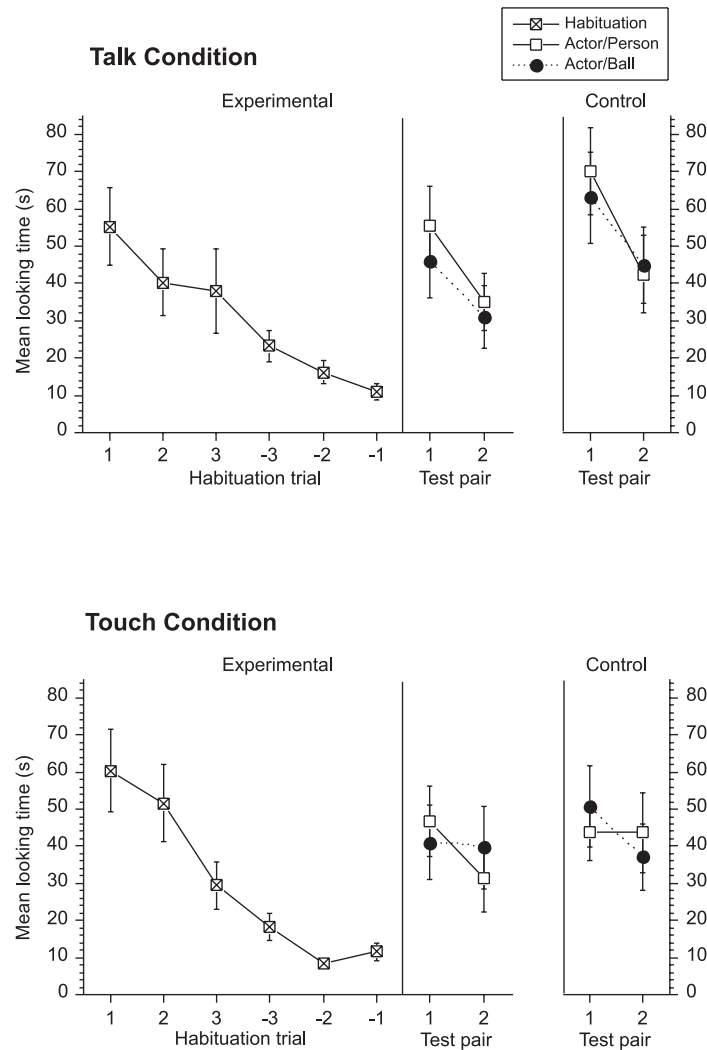 Habituation
Actor/Person
Actor/Ball
Talk Condition
Experimental
Control
Mean looking time (s)
80
70
60
50
40
30
20
10
0
1 2 3 -3 -2 -1
Habituation trial
1 2
Test pair
1 2
Test pair
80
70
60
50
40
30
20
10
0
Touch Condition
Experimental
Control
Mean looking time (s)
80
70
60
50
40
30
20
10
0
1 2 3 -3 -2 -1
Habituation trial
1 2
Test pair
1 2
Test pair
80
70
60
50
40
30
20
10
0